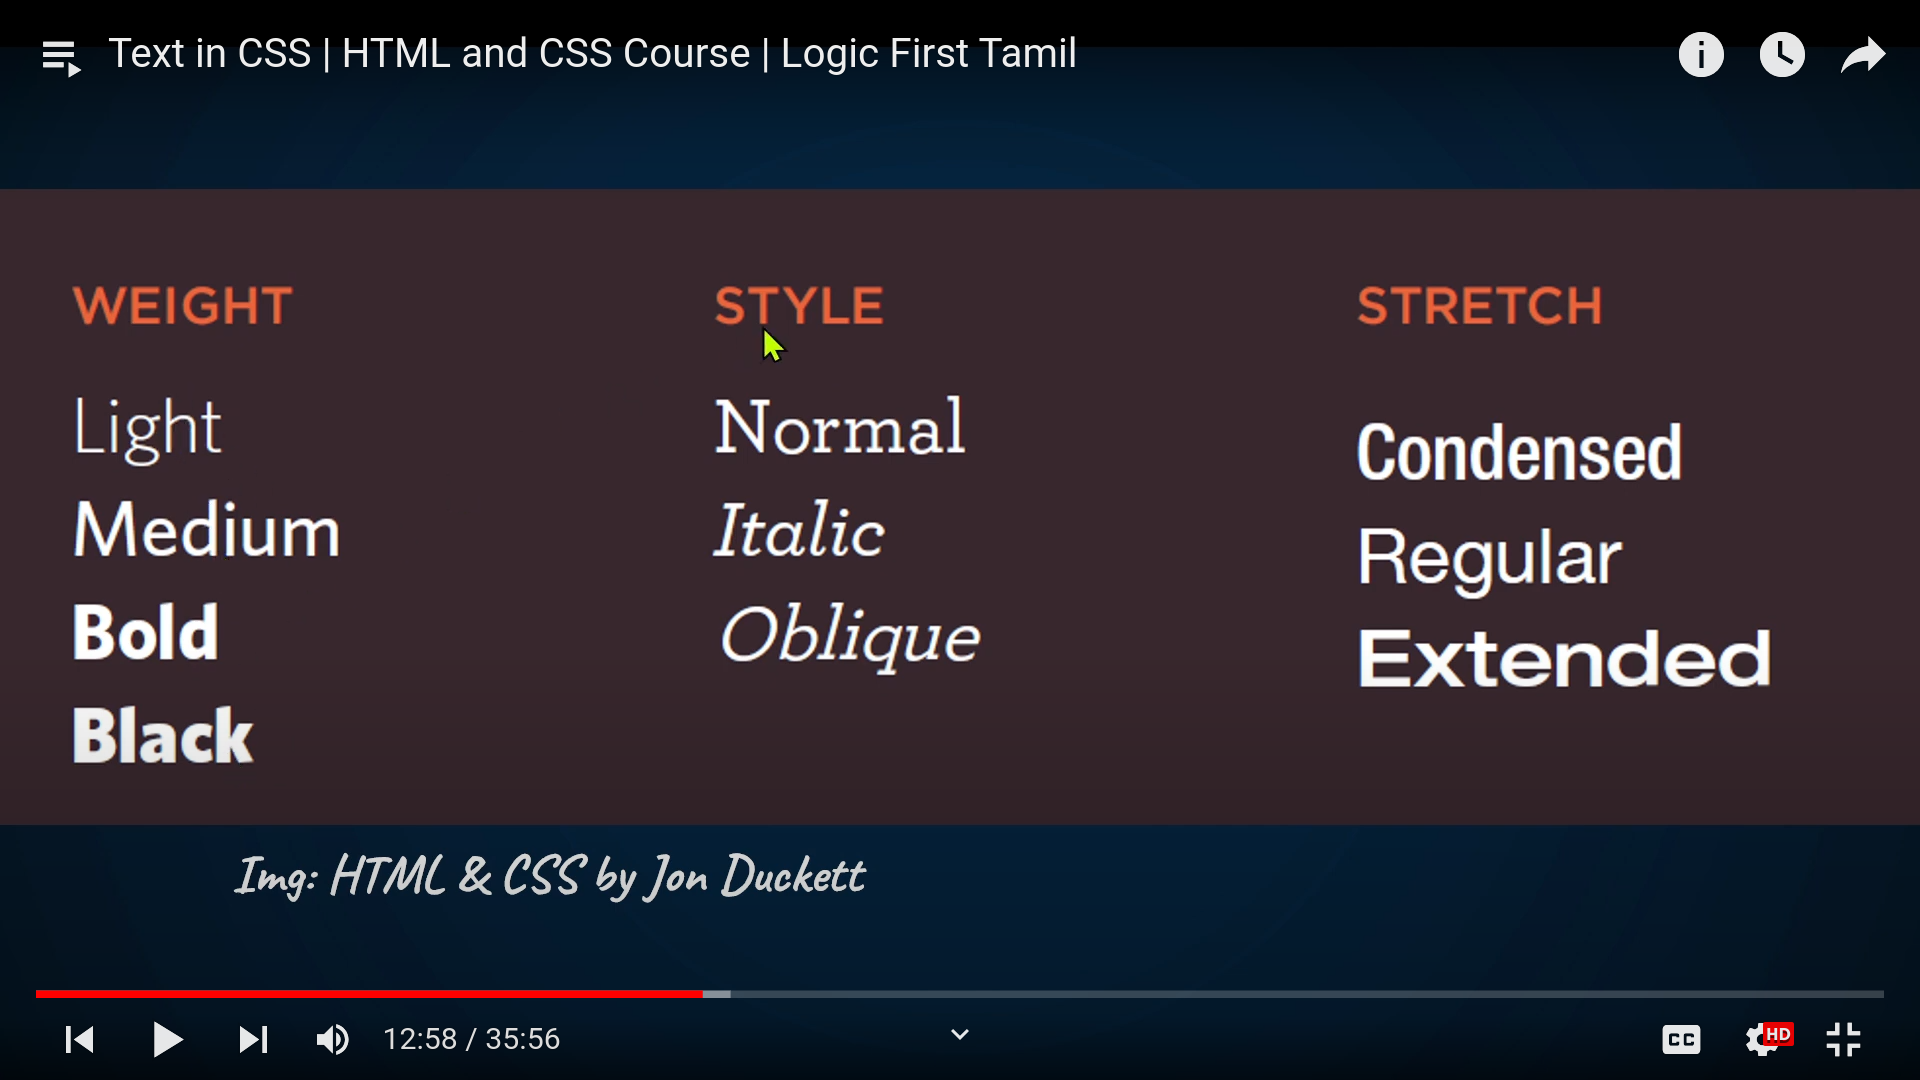 Text in CSS | HTML and CSS Course | Logic First Tamil
WEIGHT
Light
Medium
Bold
Black
STYLE
Normal
Italic
Oblique
STRETCH
Condensed
Regular
Extended
Img: HTML & CSS by Jon Duckett
12:58 / 35:56
CC
HD